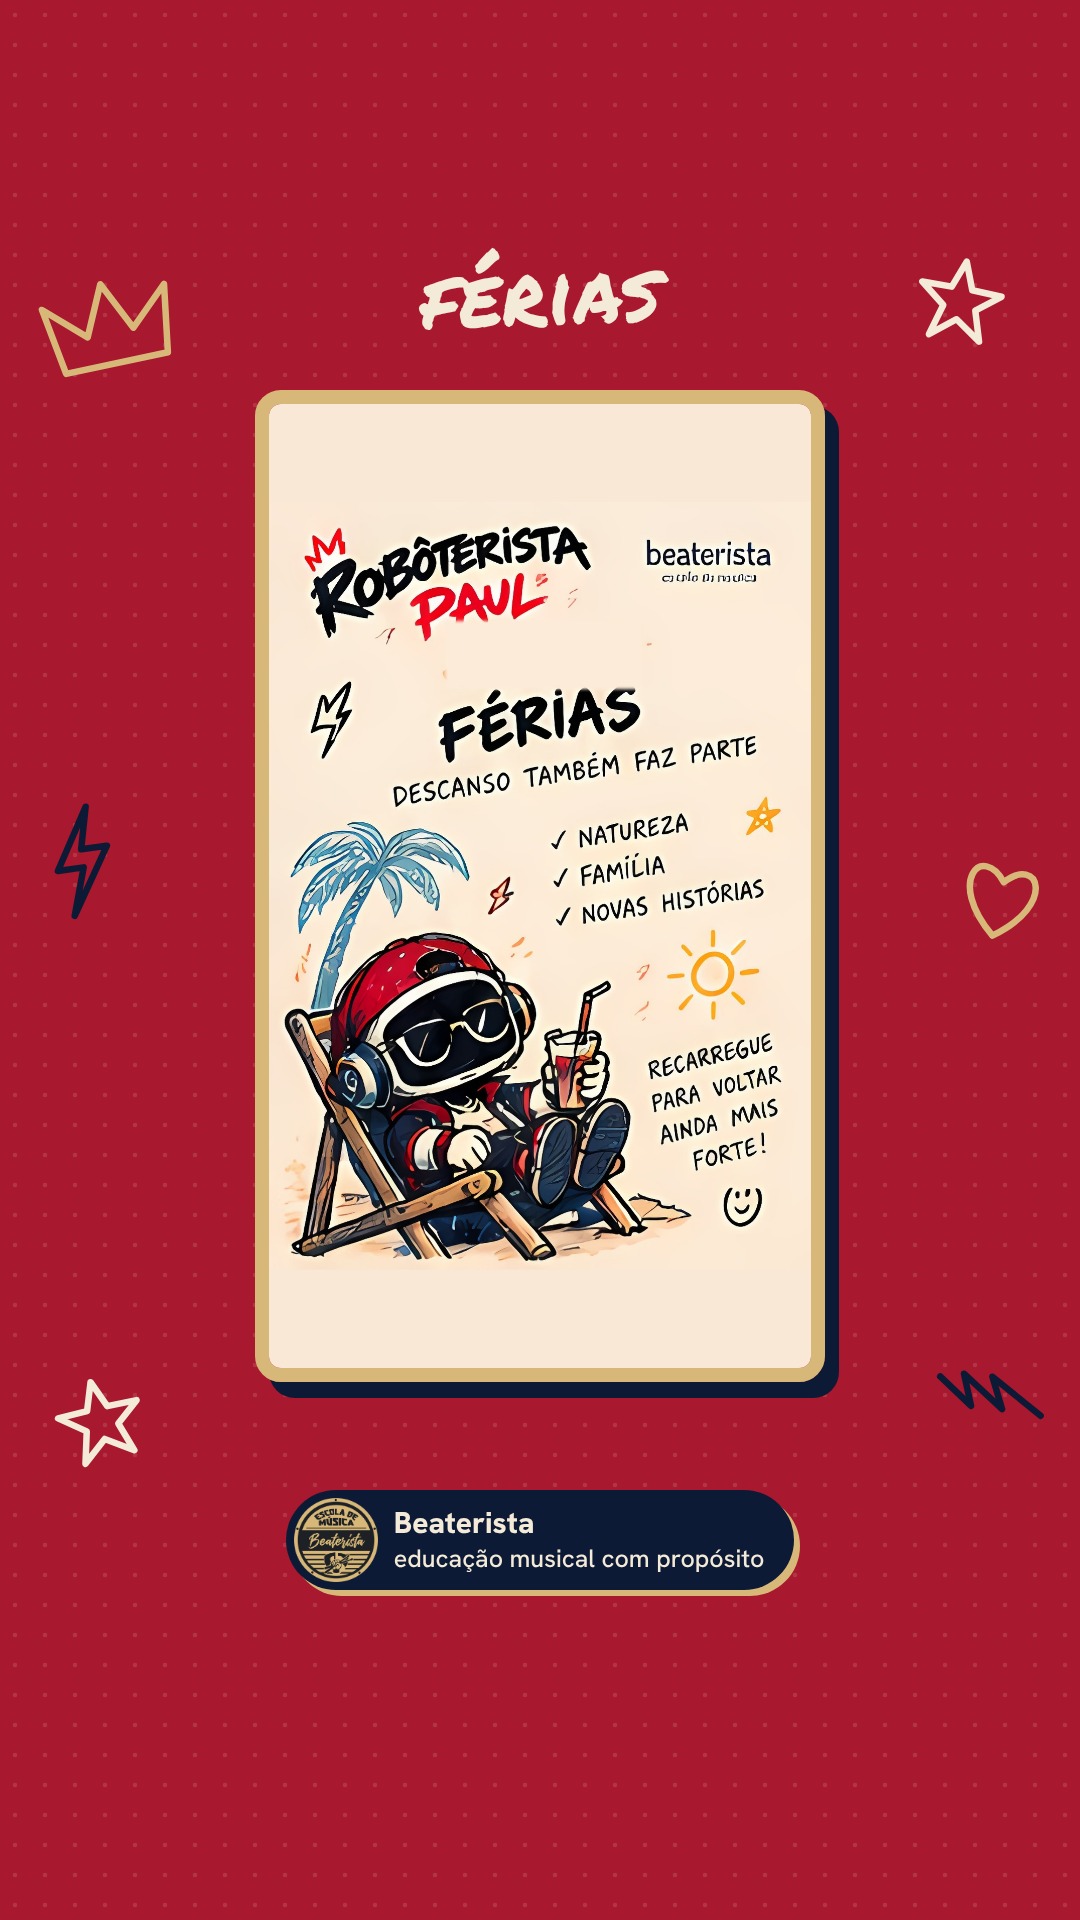 FÉRIAS
ROBÔTERISTA
PAUL
beaterista
FÉRIAS
DESCANSO TAMBÉM FAZ PARTE
✓ NATUREZA
✓ FAMÍLIA
✓ NOVAS HISTÓRIAS
RECARREGUE
PARA VOLTAR
AINDA MAIS
FORTE!
ESCOLA DE
MÚSICA
Beaterista
Beaterista
educação musical com propósito